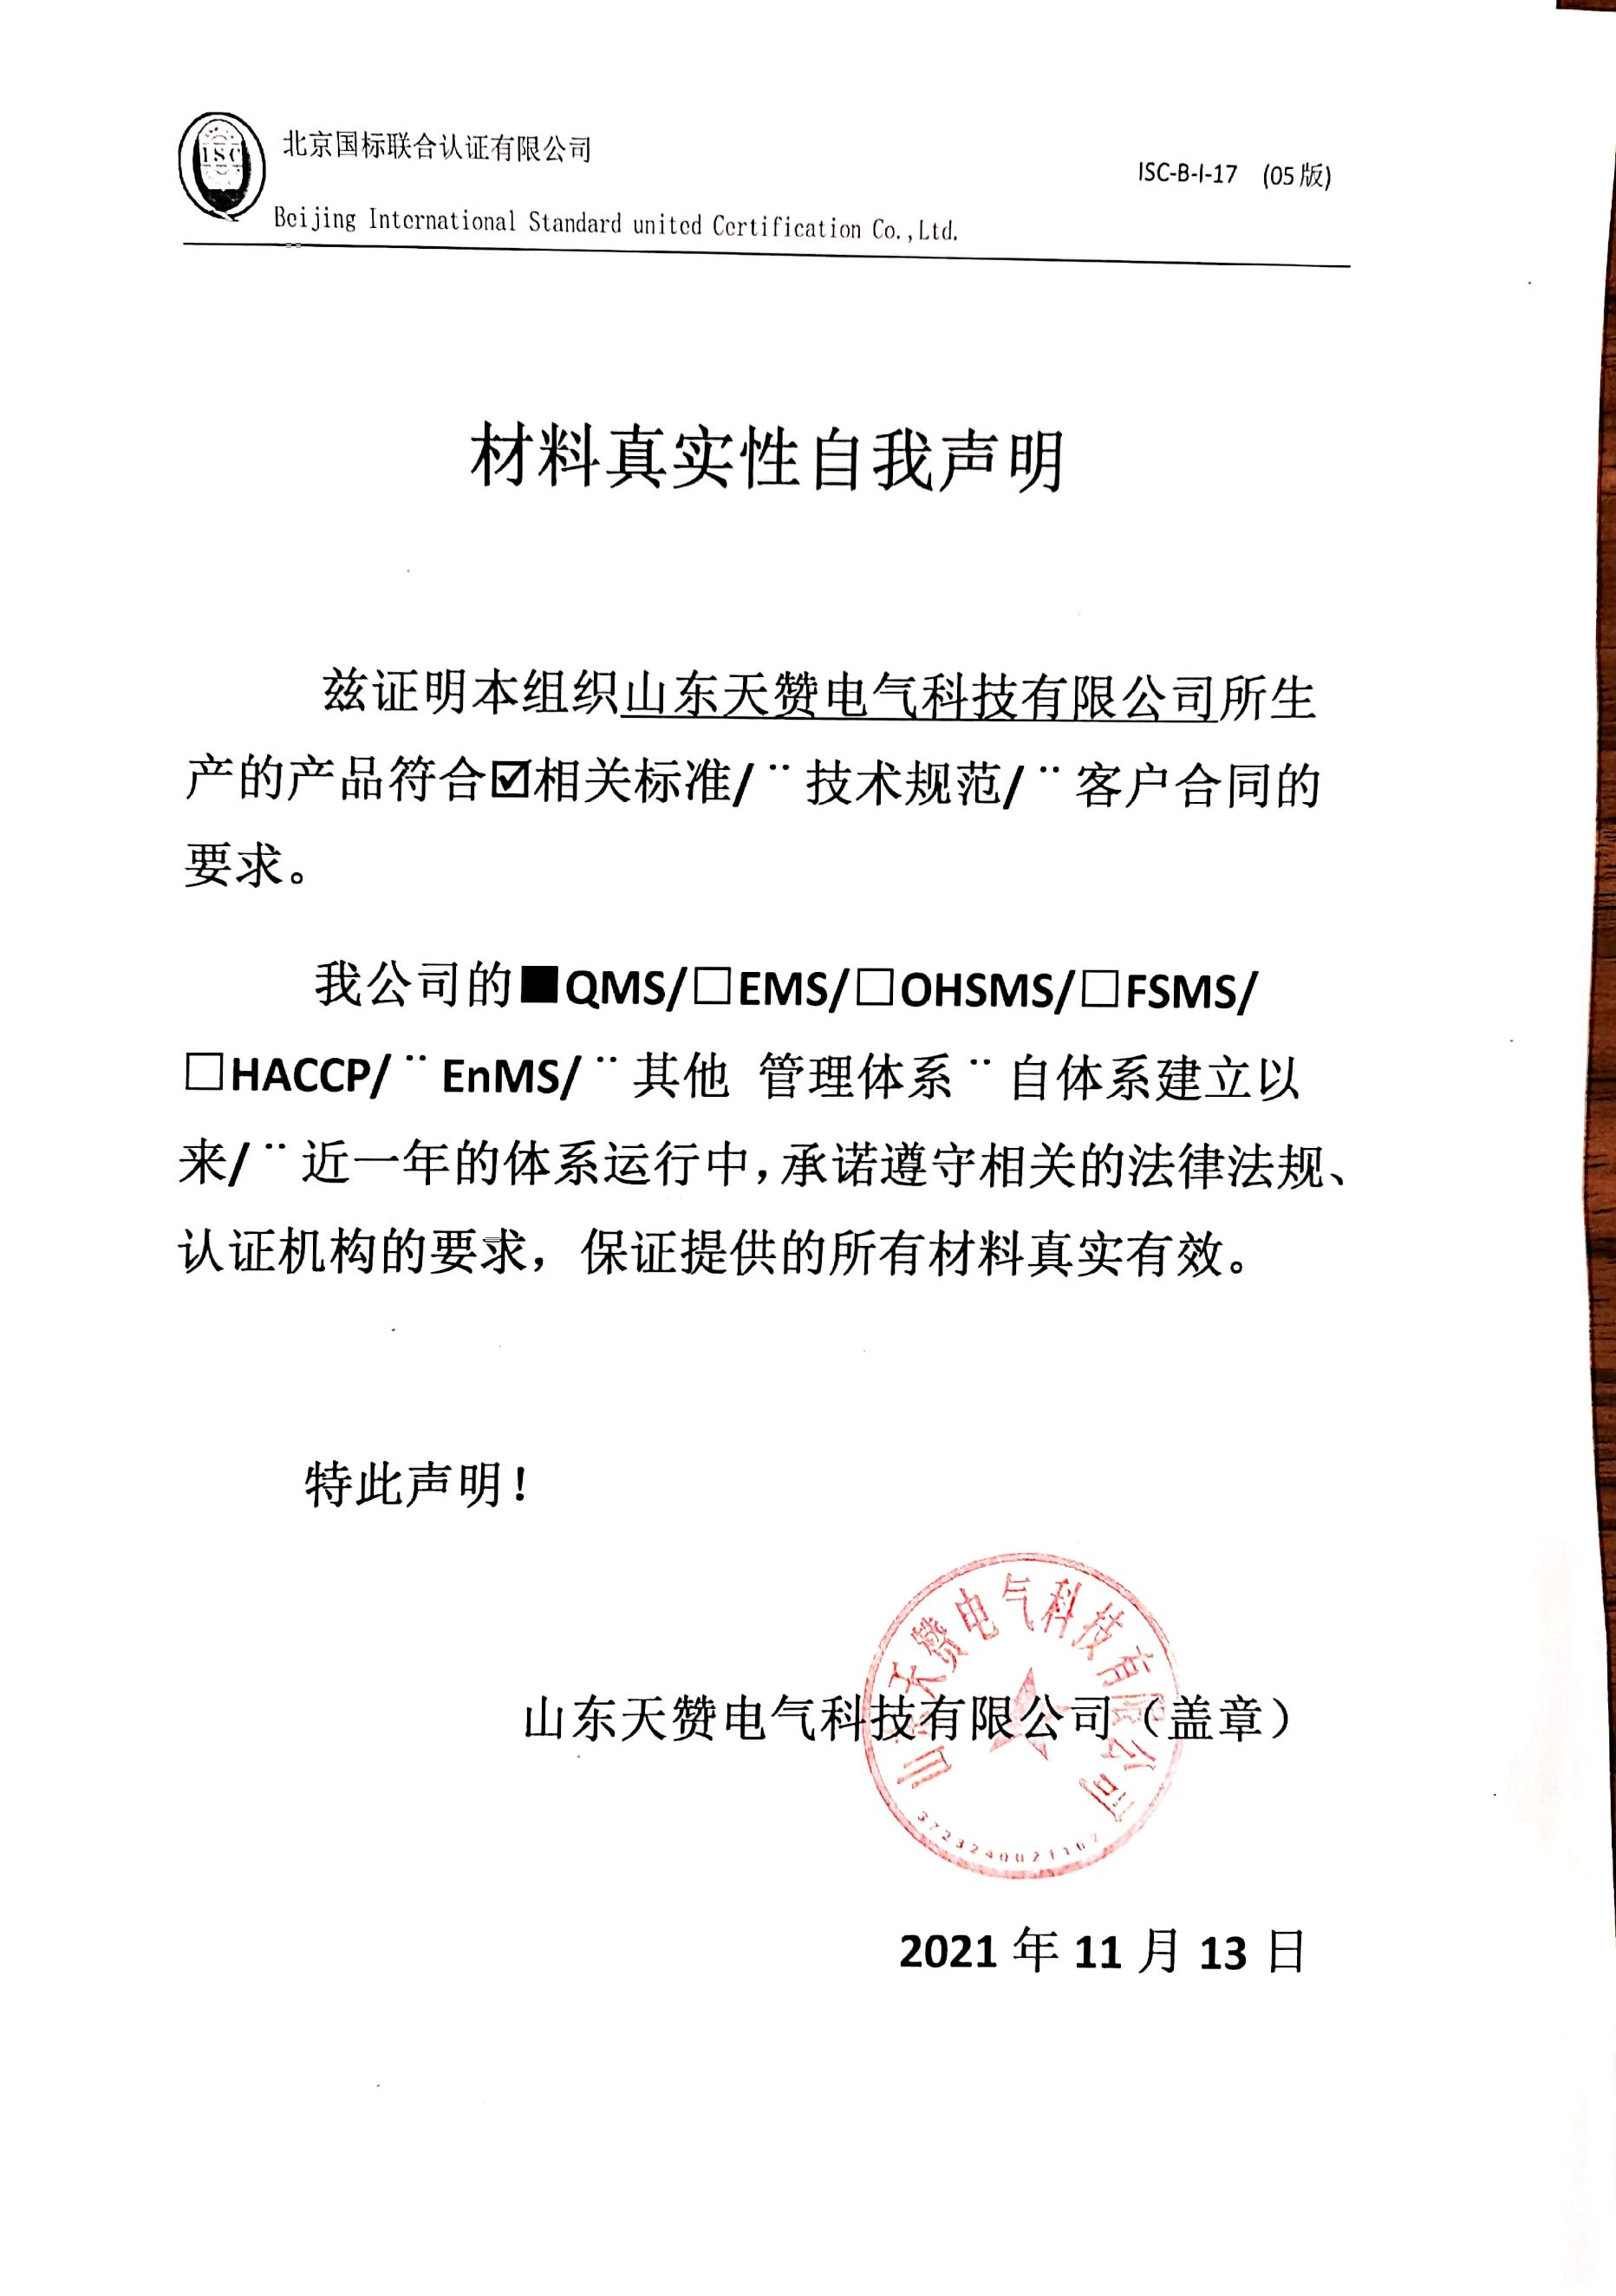 ISC
北京国标联合认证有限公司
ISC-B-I-17 (05版)
Beijing International Standard united Certification Co.,Ltd.
材料真实性自我声明
兹证明本组织山东天赞电气科技有限公司所生
产的产品符合☑相关标准/¨技术规范/¨客户合同的
要求。
我公司的■QMS/□EMS/□OHSMS/□FSMS/
□HACCP/¨EnMS/¨其他 管理体系¨自体系建立以
来/¨近一年的体系运行中,承诺遵守相关的法律法规、
认证机构的要求，保证提供的所有材料真实有效。
特此声明！
山东天赞电气科技有限公司（盖章）
山东天赞电气科技有限公司
2021 年 11 月 13 日